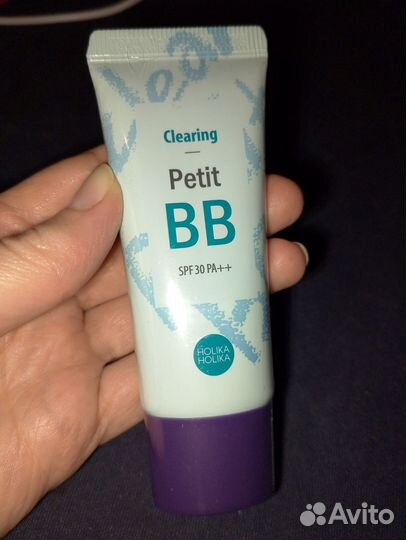 Clearing
Petit
BB
SPF 30 PA++
HOLIKA
HOLIKA
Avito